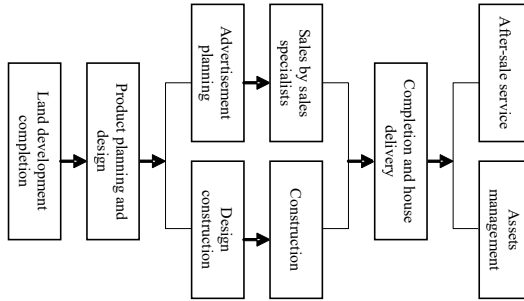 Land development
completion
Product planning and
design
Advertisement
planning
Design
construction
Sales by sales
specialists
Construction
Completion and house
delivery
After-sale service
Assets
management